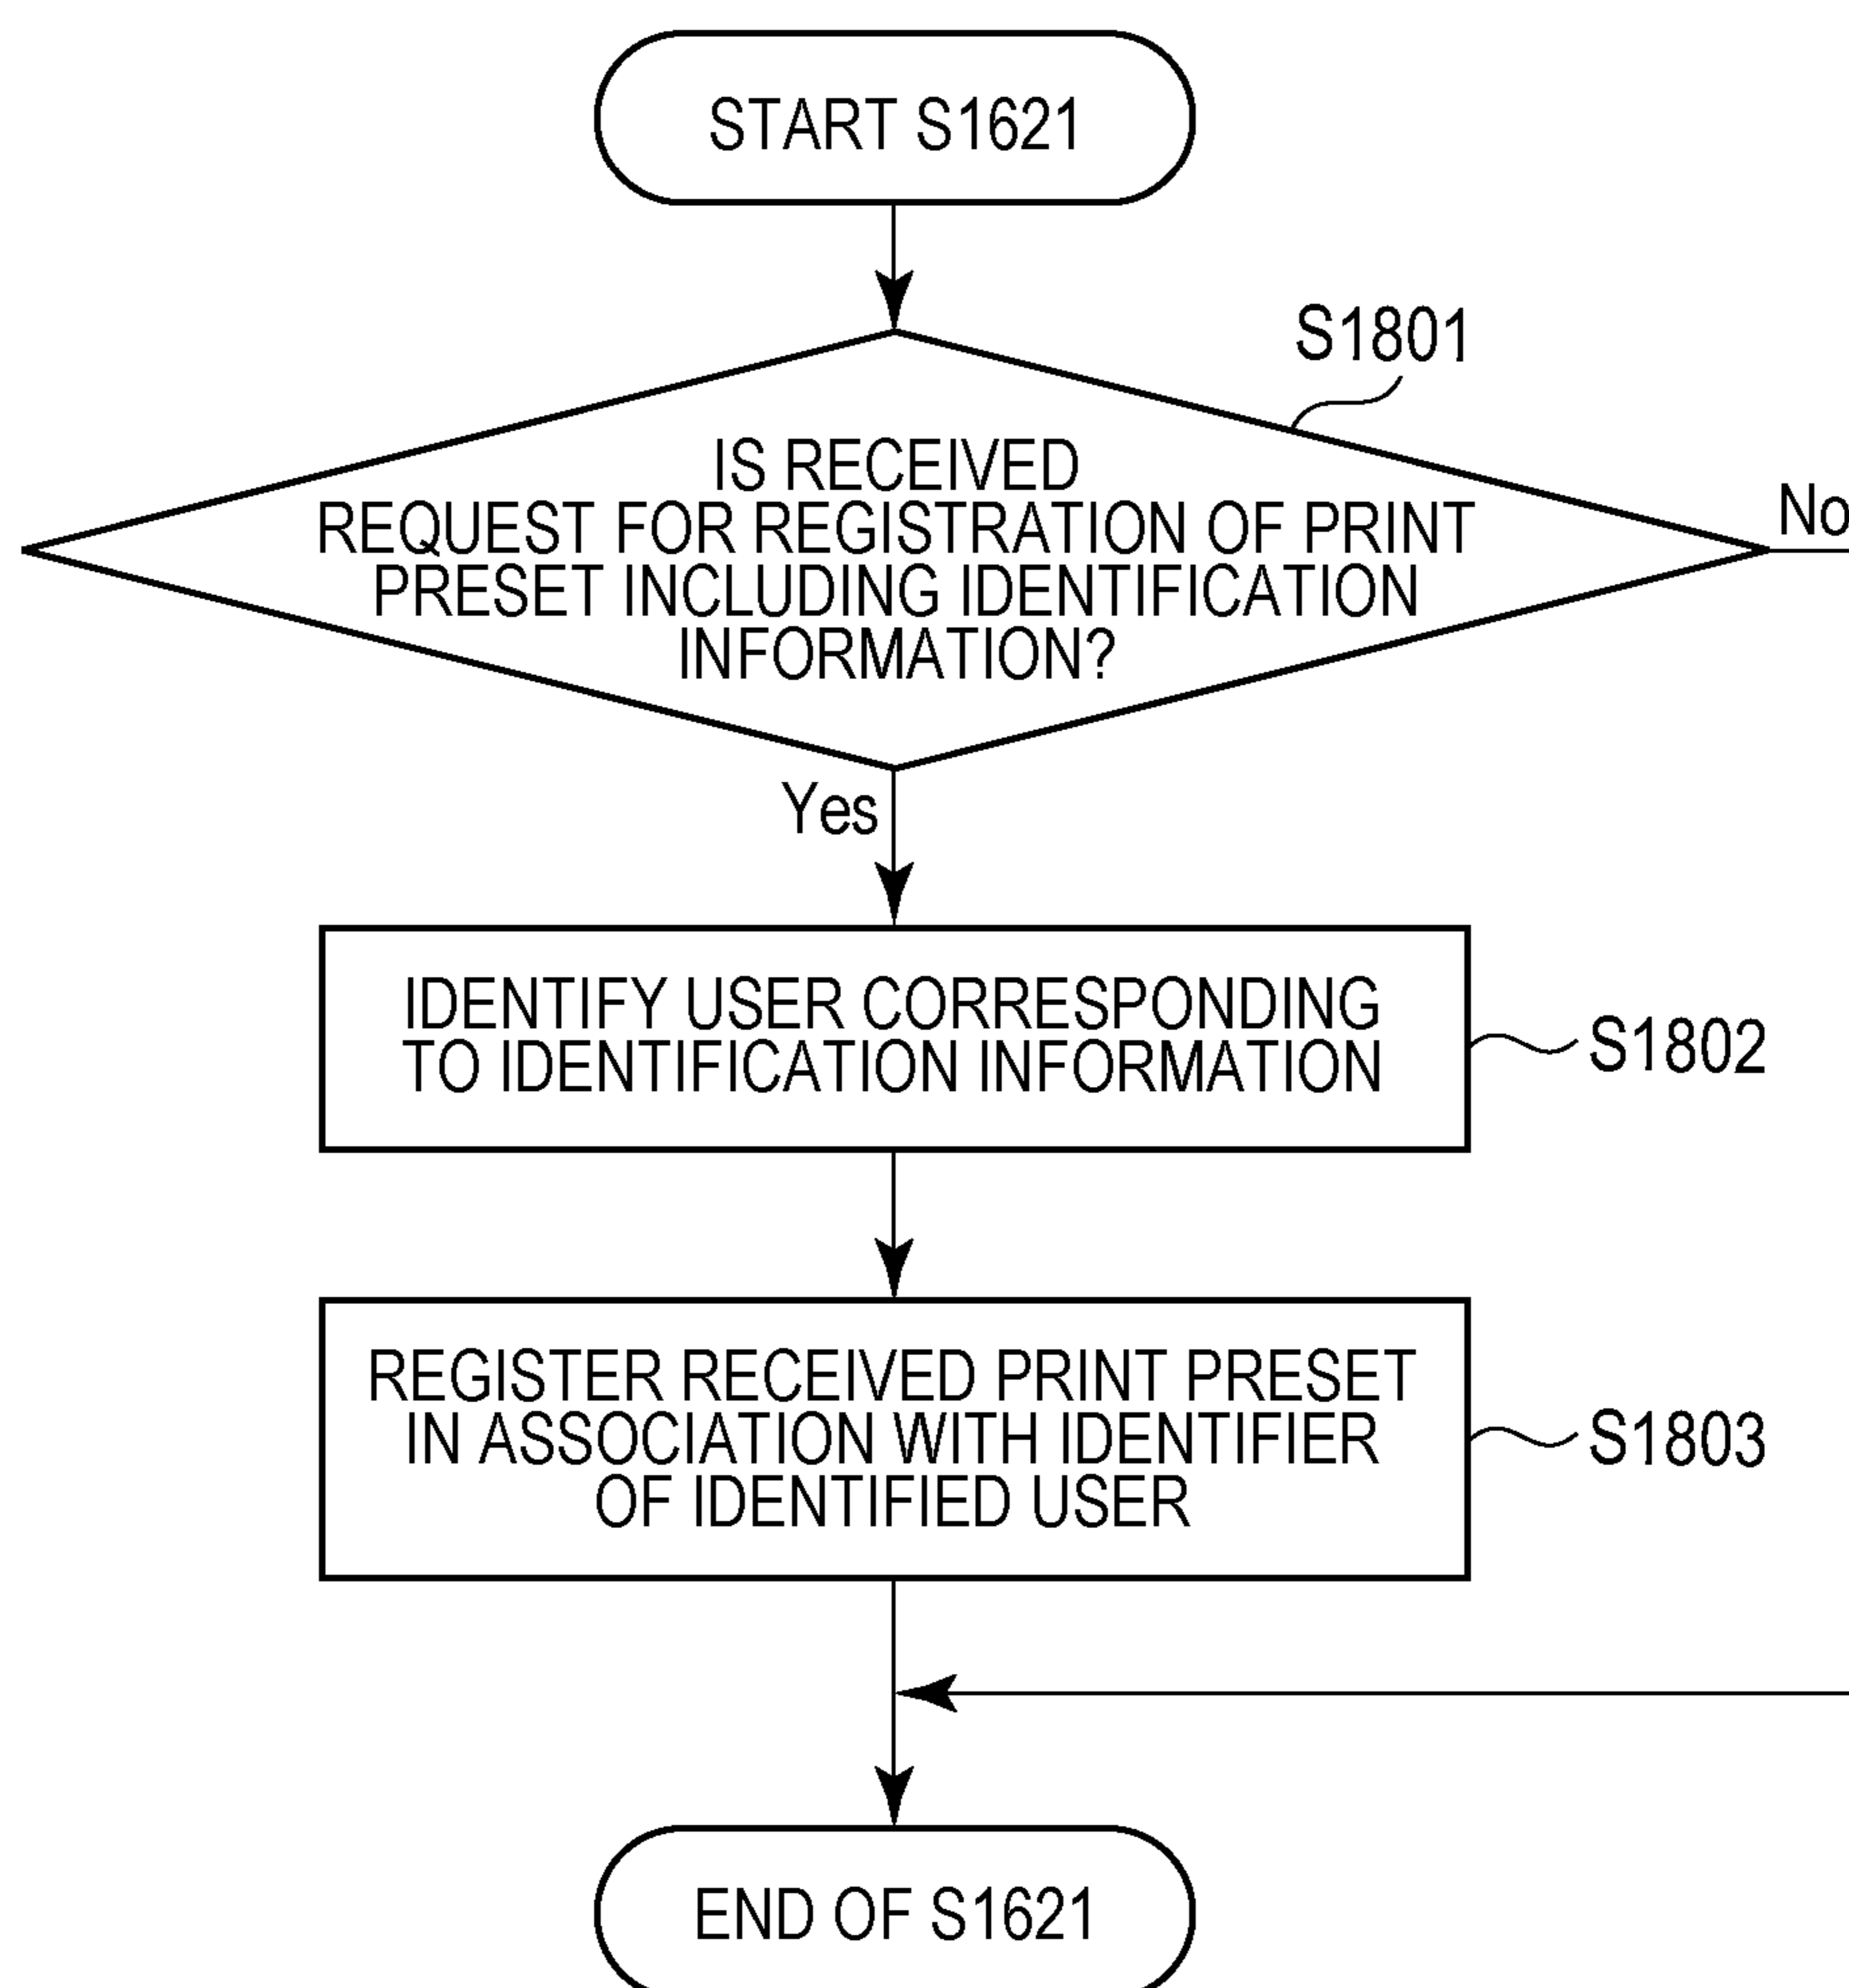 START S1621
S1801
IS RECEIVED
REQUEST FOR REGISTRATION OF PRINT
PRESET INCLUDING IDENTIFICATION
INFORMATION?
No
Yes
IDENTIFY USER CORRESPONDING
TO IDENTIFICATION INFORMATION
S1802
REGISTER RECEIVED PRINT PRESET
IN ASSOCIATION WITH IDENTIFIER
OF IDENTIFIED USER
S1803
END OF S1621